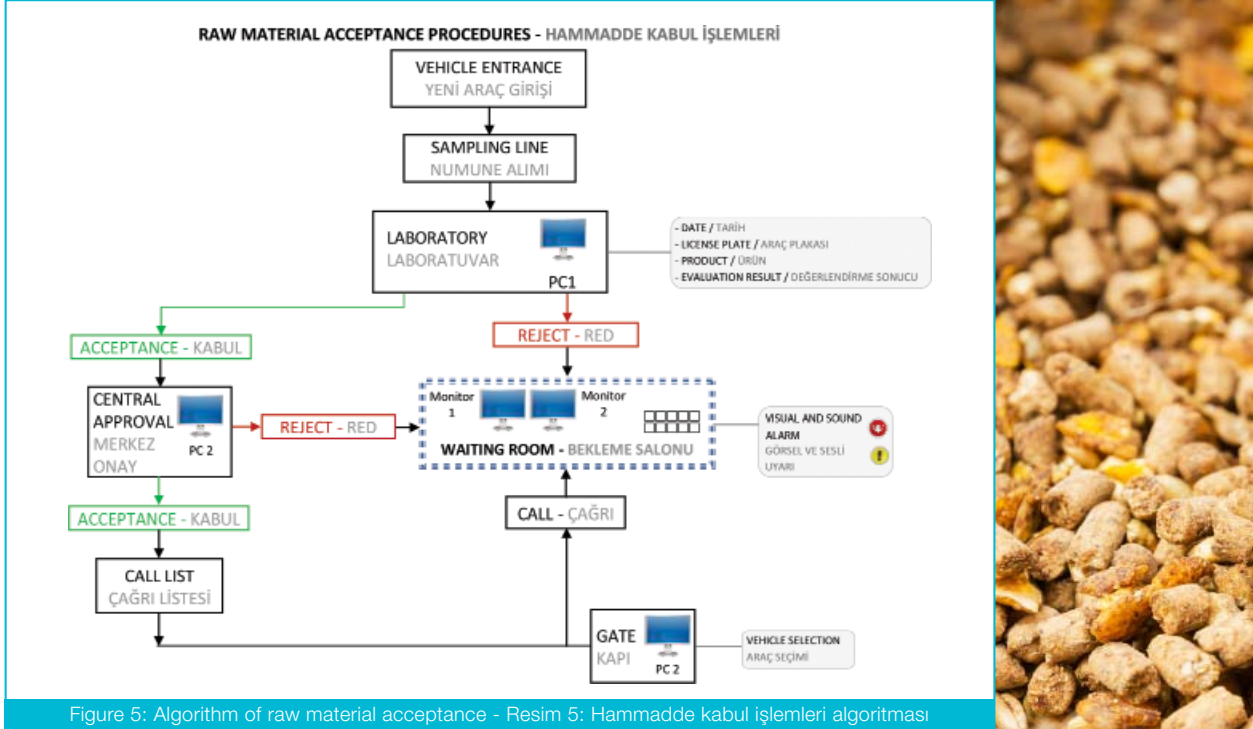 RAW MATERIAL ACCEPTANCE PROCEDURES - HAMMADDE KABUL İŞLEMLERİ
VEHICLE ENTRANCE
YENİ ARAÇ GİRİŞİ
SAMPLING LINE
NUMUNE ALIMI
LABORATORY
LABORATUVAR
PC1
- DATE / TARİH
- LICENSE PLATE / ARAÇ PLAKASI
- PRODUCT / ÜRÜN
- EVALUATION RESULT / DEĞERLENDİRME SONUCU
ACCEPTANCE - KABUL
REJECT - RED
CENTRAL
APPROVAL
MERKEZ
ONAY
PC 2
REJECT - RED
Monitor
1
Monitor
2
WAITING ROOM - BEKLEME SALONU
VISUAL AND SOUND
ALARM
GÖRSEL VE SESLİ
UYARI
ACCEPTANCE - KABUL
CALL - ÇAĞRI
CALL LIST
ÇAĞRI LİSTESİ
GATE
KAPI
PC 2
VEHICLE SELECTION
ARAÇ SEÇİMİ
Figure 5: Algorithm of raw material acceptance - Resim 5: Hammadde kabul işlemleri algoritması